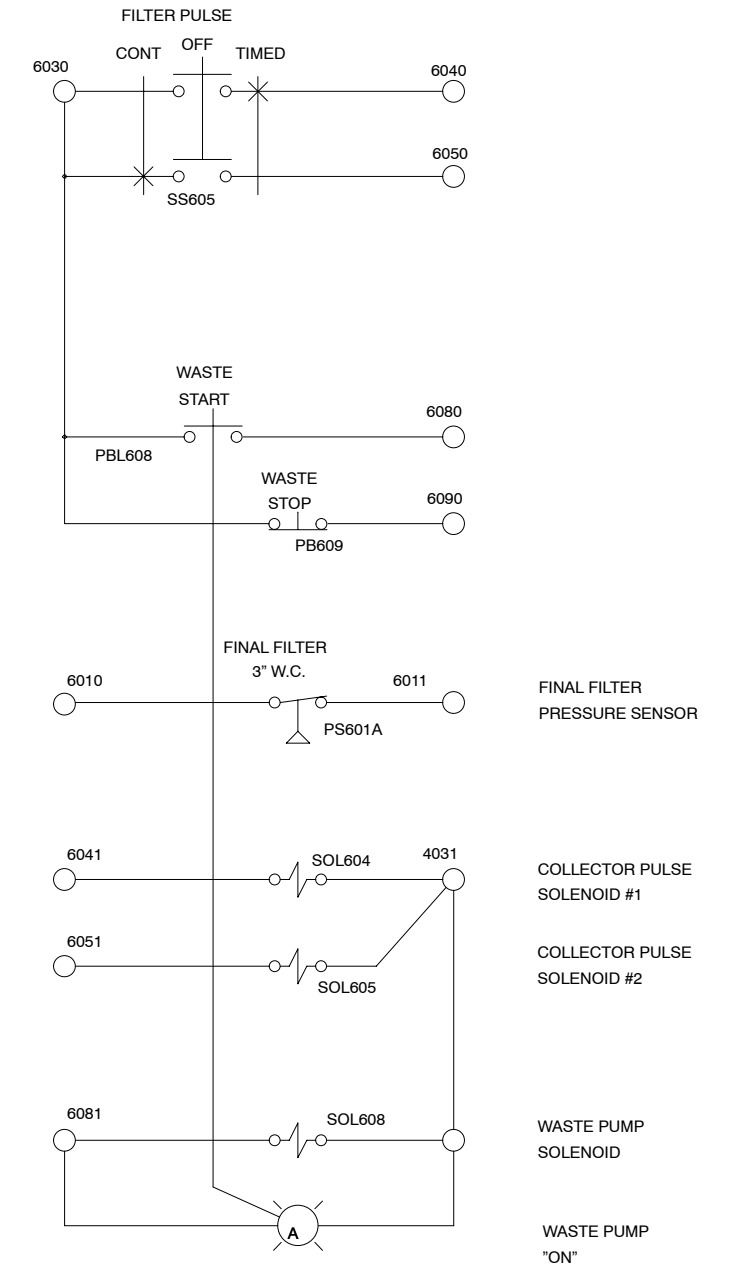 FILTER PULSE
OFF
CONT
TIMED
6030
6040
6050
SS605
WASTE
START
6080
PBL608
WASTE
STOP
6090
PB609
FINAL FILTER
3” W.C.
6010
6011
FINAL FILTER
PRESSURE SENSOR
PS601A
6041
SOL604
4031
COLLECTOR PULSE
SOLENOID #1
6051
COLLECTOR PULSE
SOLENOID #2
SOL605
6081
SOL608
WASTE PUMP
SOLENOID
A
WASTE PUMP
”ON”